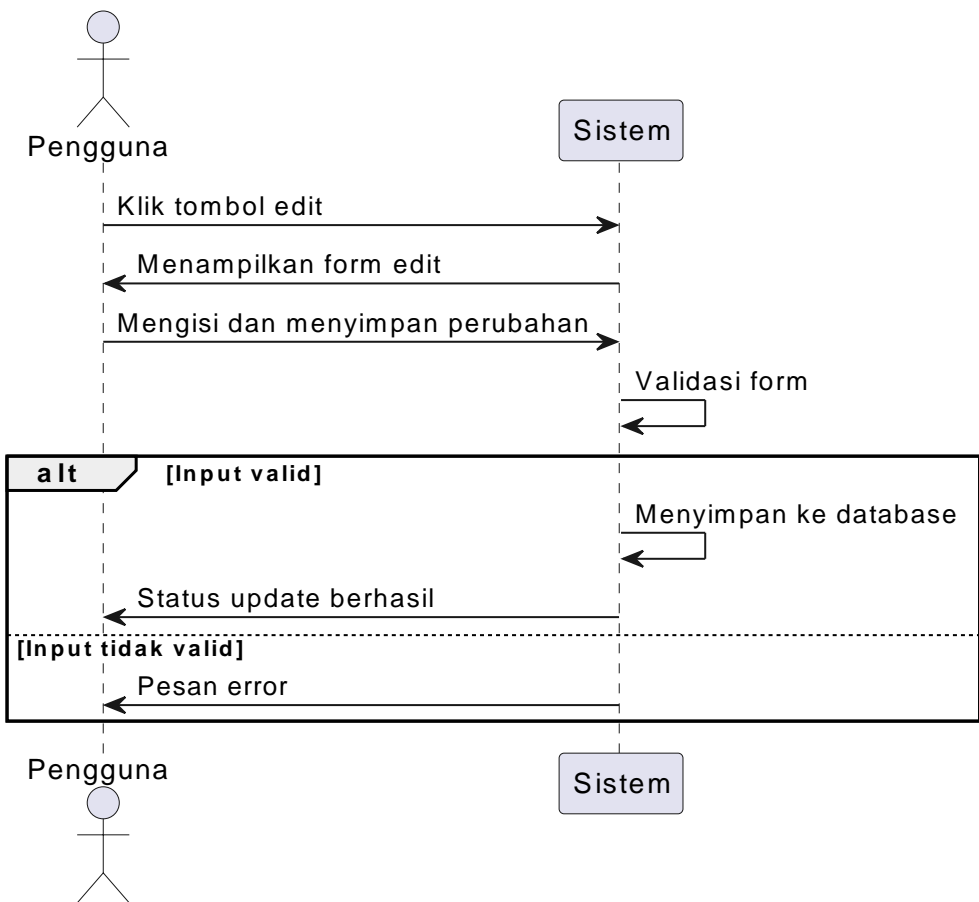 Pengguna
Sistem
Klik tombol edit
Menampilkan form edit
Mengisi dan menyimpan perubahan
Validasi form
alt [Input valid]
Menyimpan ke database
Status update berhasil
[Input tidak valid]
Pesan error
Pengguna
Sistem